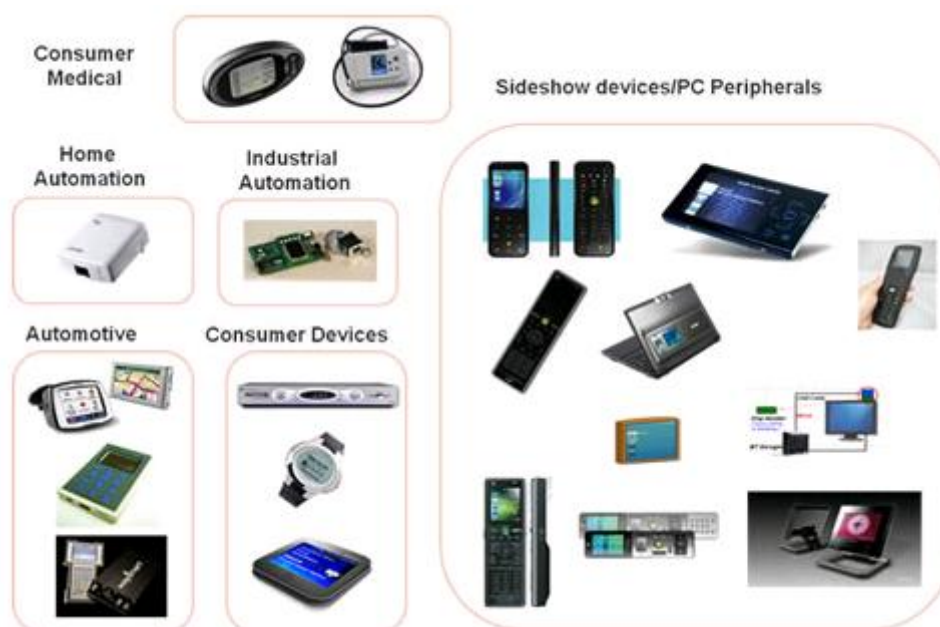 Consumer
Medical
Sideshow devices/PC Peripherals
Home
Automation
Industrial
Automation
Automotive
Consumer Devices